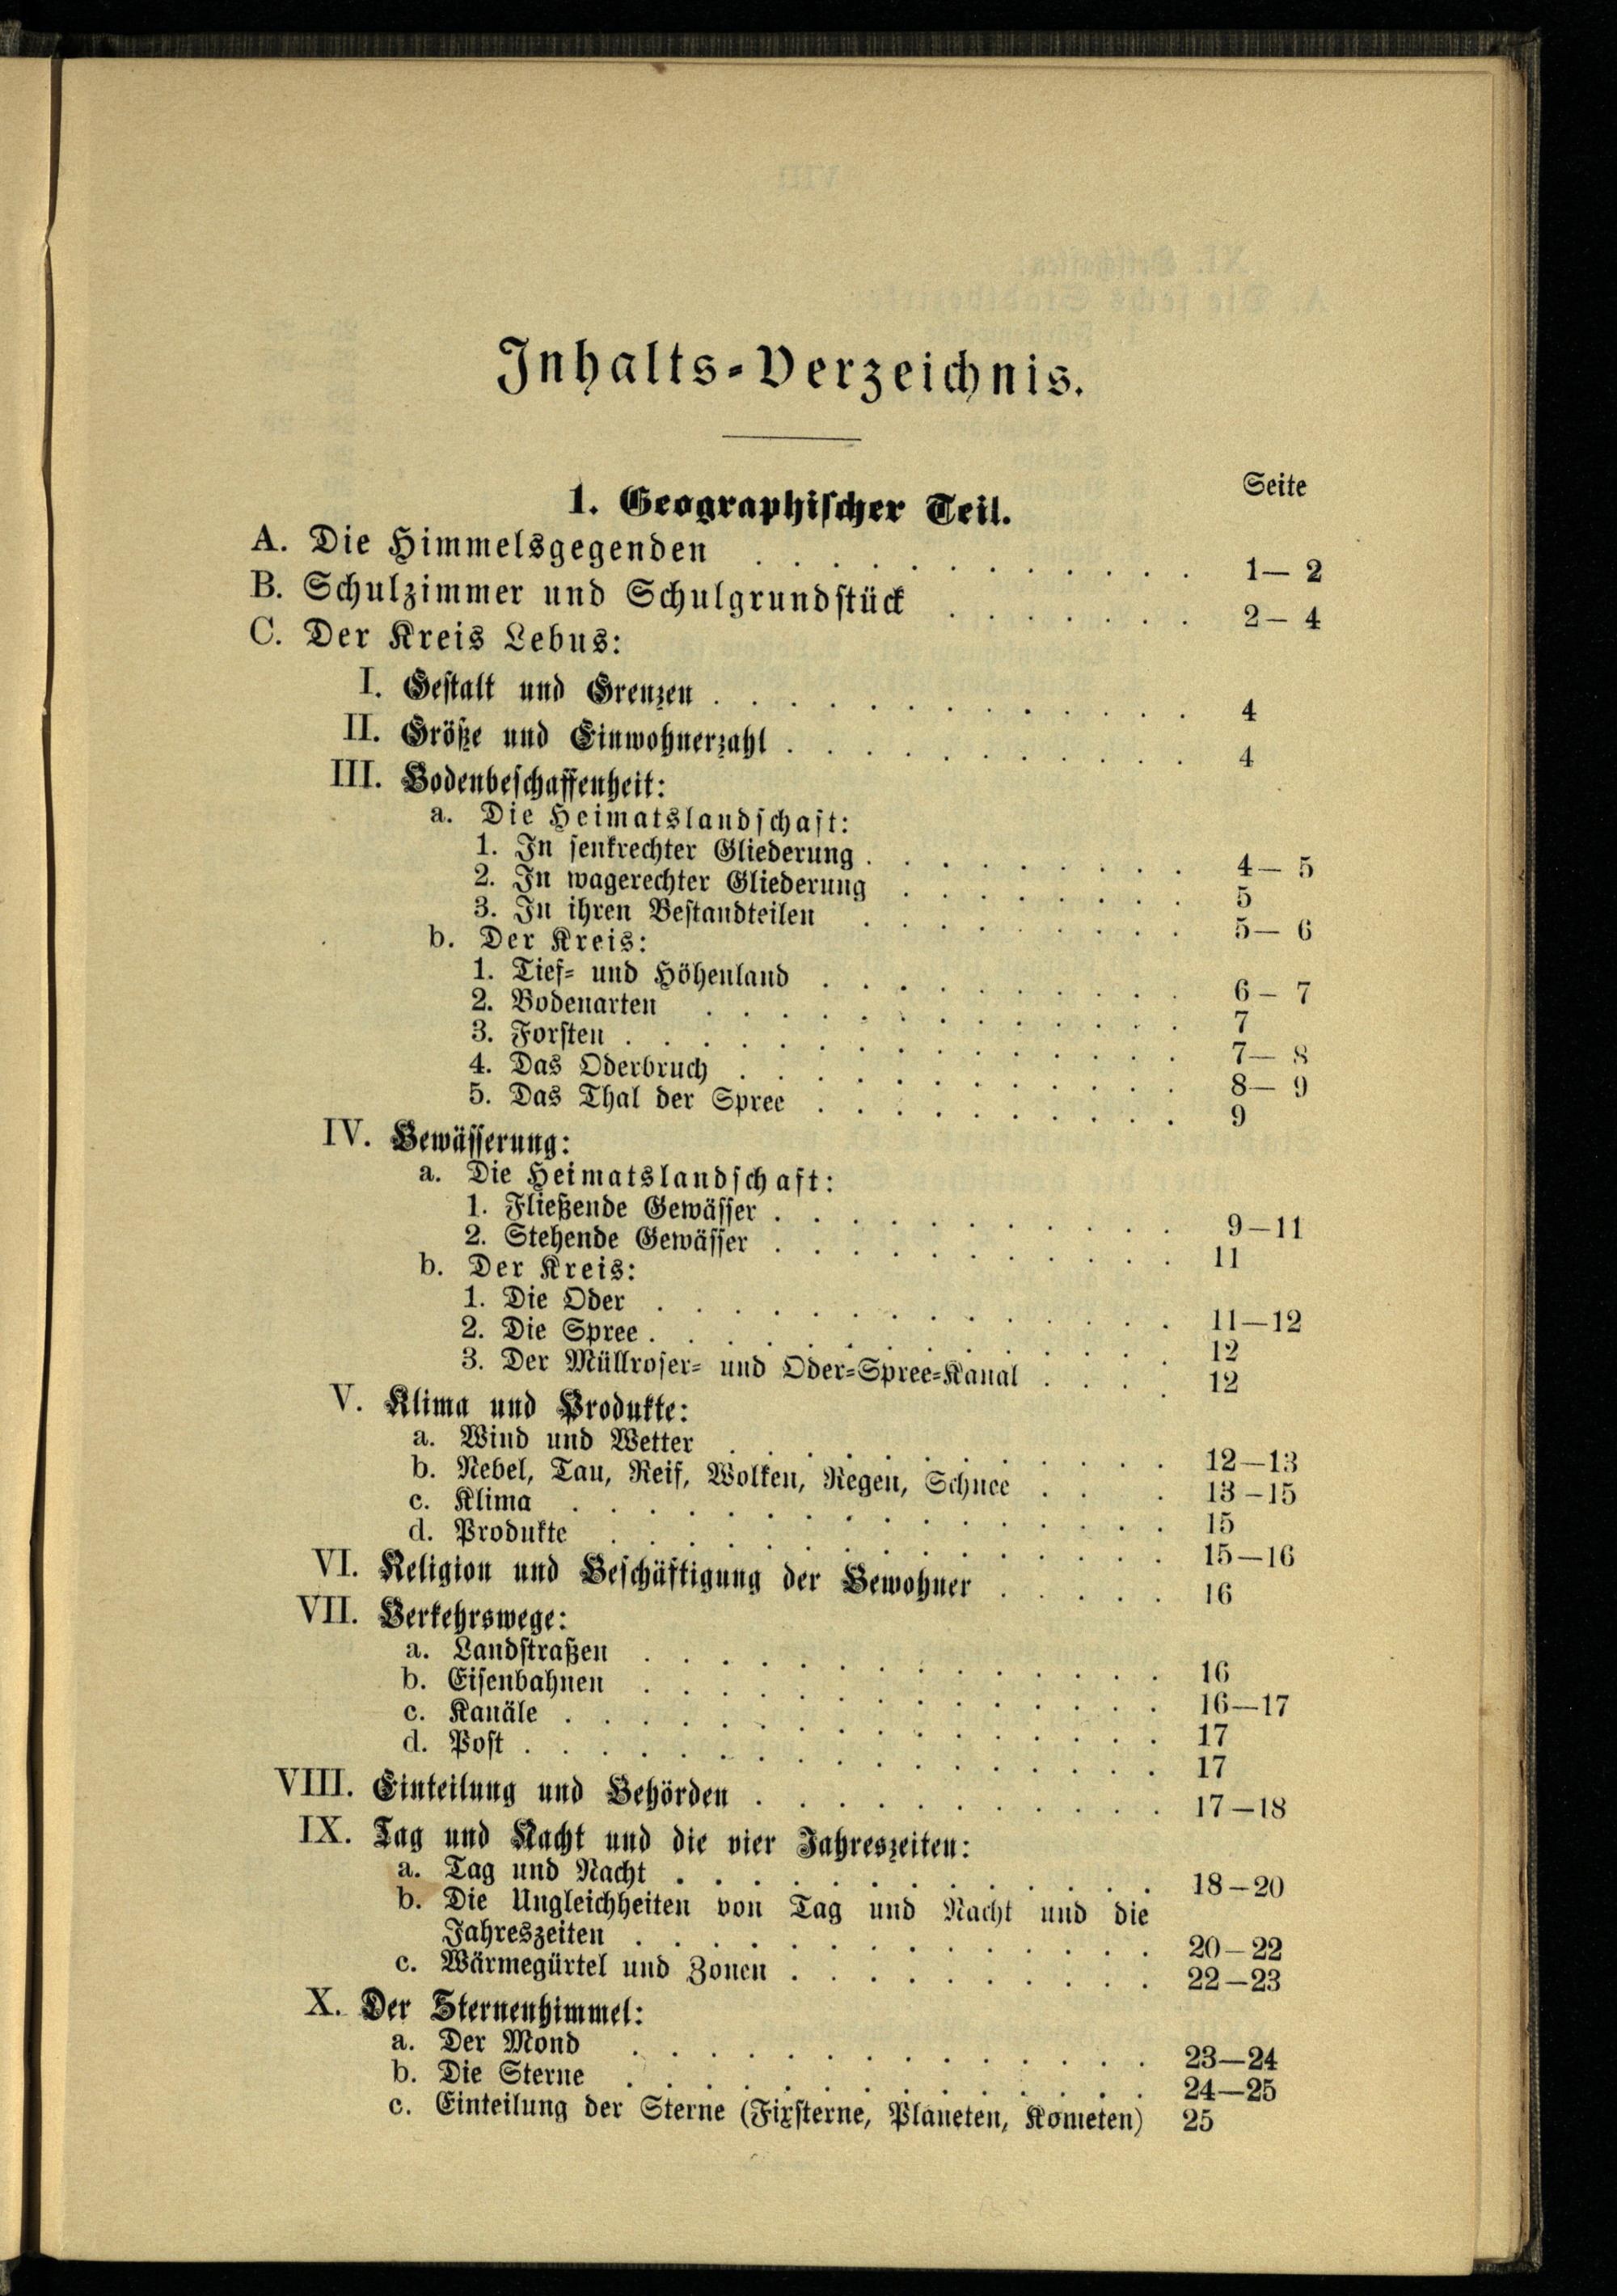 Inhalts-Verzeichnis.
Seite
1. Geographischer Teil.
A. Die Himmelsgegenden . . . . . . . . . . . . 1— 2
B. Schulzimmer und Schulgrundstück . . . . . . . 2— 4
C. Der Kreis Lebus:
I. Gestalt und Grenzen . . . . . . . . . . . . . 4
II. Größe und Einwohnerzahl . . . . . . . . . . . 4
III. Bodenbeschaffenheit:
a. Die Heimatslandschaft:
1. In senkrechter Gliederung . . . . . . . . . 4— 5
2. In wagerechter Gliederung . . . . . . . . 5
3. In ihren Bestandteilen . . . . . . . . . 5— 6
b. Der Kreis:
1. Tief- und Höhenland . . . . . . . . . . 6— 7
2. Bodenarten . . . . . . . . . . . . . 7
3. Forsten . . . . . . . . . . . . . . . 7— 8
4. Das Oderbruch . . . . . . . . . . . . 8— 9
5. Das Thal der Spree . . . . . . . . . . 9
IV. Bewässerung:
a. Die Heimatslandschaft:
1. Fließende Gewässer . . . . . . . . . . . 9—11
2. Stehende Gewässer . . . . . . . . . . . 11
b. Der Kreis:
1. Die Oder . . . . . . . . . . . . . . 11—12
2. Die Spree . . . . . . . . . . . . . . 12
3. Der Müllroser- und Oder-Spree-Kanal . . . . 12
V. Klima und Produkte:
a. Wind und Wetter . . . . . . . . . . . . 12—13
b. Nebel, Tau, Reif, Wolken, Regen, Schnee . . . 13—15
c. Klima . . . . . . . . . . . . . . . . 15
d. Produkte . . . . . . . . . . . . . . . 15—16
VI. Religion und Beschäftigung der Bewohner . . . . . 16
VII. Verkehrswege:
a. Landstraßen . . . . . . . . . . . . . . 16
b. Eisenbahnen . . . . . . . . . . . . . . 16—17
c. Kanäle . . . . . . . . . . . . . . . . 17
d. Post . . . . . . . . . . . . . . . . . 17
VIII. Einteilung und Behörden . . . . . . . . . . . 17—18
IX. Tag und Nacht und die vier Jahreszeiten:
a. Tag und Nacht . . . . . . . . . . . . . 18—20
b. Die Ungleichheiten von Tag und Nacht und die
Jahreszeiten . . . . . . . . . . . . . . 20—22
c. Wärmegürtel und Zonen . . . . . . . . . . 22—23
X. Der Sternenhimmel:
a. Der Mond . . . . . . . . . . . . . . 23—24
b. Die Sterne . . . . . . . . . . . . . . 24—25
c. Einteilung der Sterne (Fixsterne, Planeten, Kometen) 25